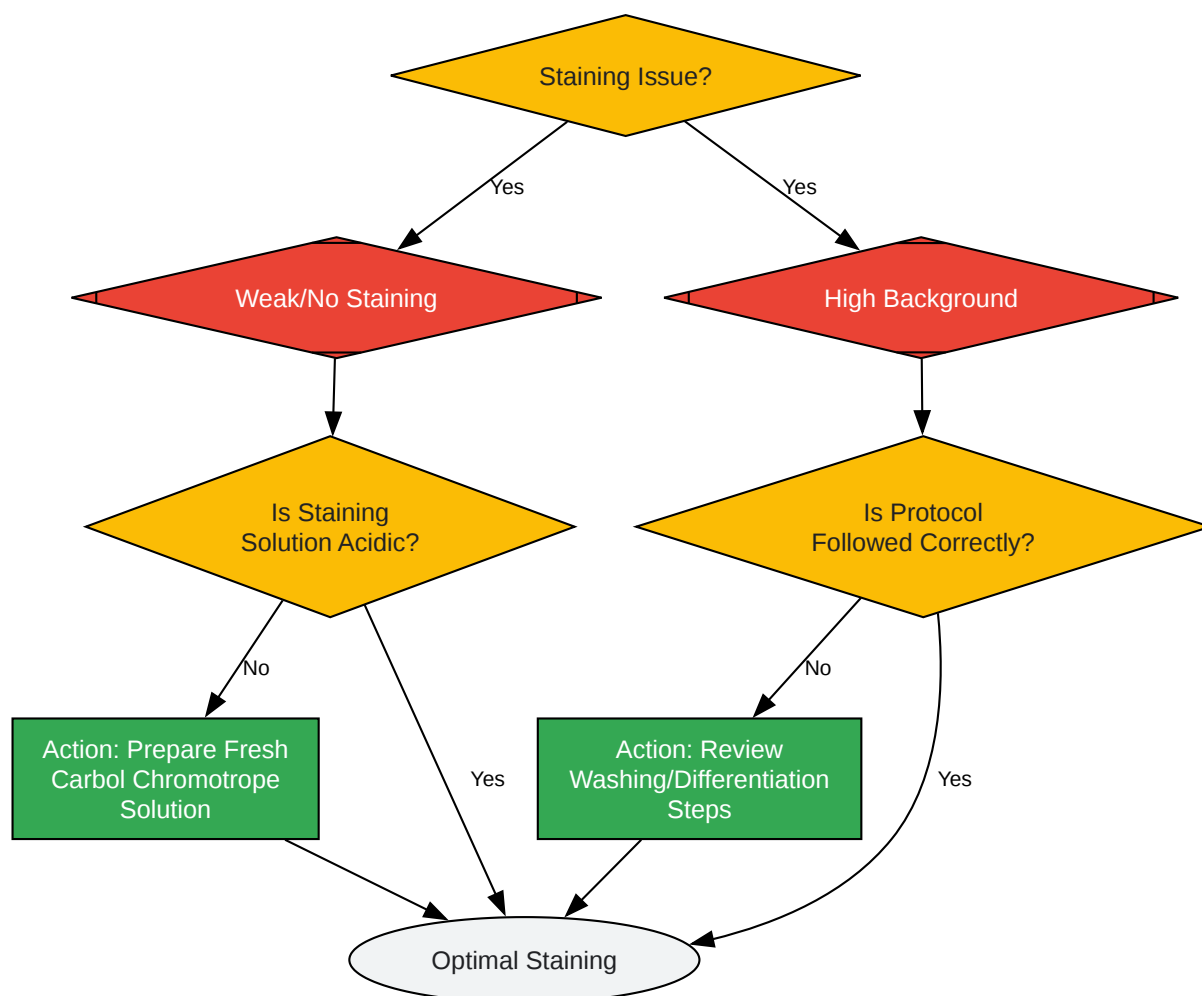 Staining Issue?
Yes
Yes
Weak/No Staining
High Background
Is Staining
Solution Acidic?
Is Protocol
Followed Correctly?
No
No
Action: Prepare Fresh
Carbol Chromotrope
Solution
Yes
Action: Review
Washing/Differentiation
Steps
Yes
Optimal Staining